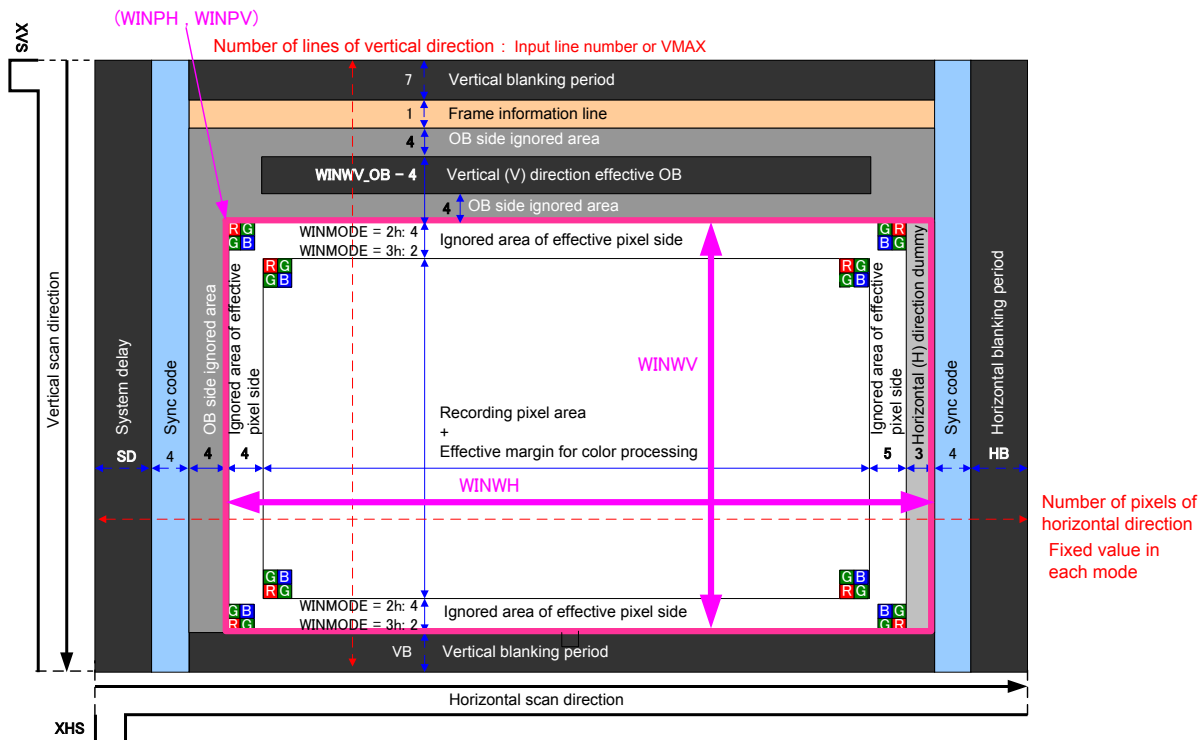 (WINPH , WINPV)
XVS
Number of lines of vertical direction : Input line number or VMAX
7 Vertical blanking period
1 Frame information line
4 OB side ignored area
WINWV_OB - 4 Vertical (V) direction effective OB
4 OB side ignored area
R G
G B
WINMODE = 2h: 4
WINMODE = 3h: 2
Ignored area of effective pixel side
G R
B G
R G
G B
R G
G B
Vertical scan direction
System delay
SD
Sync code
4
OB side ignored area
4
Ignored area of effective
pixel side
4
Recording pixel area
+
Effective margin for color processing
WINWV
WINWH
Ignored area of effective
pixel side
5
Horizontal (H) direction dummy
3
Sync code
4
Horizontal blanking period
HB
Number of pixels of
horizontal direction
Fixed value in
each mode
G B
R G
G B
R G
G B
R G
WINMODE = 2h: 4
WINMODE = 3h: 2
Ignored area of effective pixel side
B G
G R
VB Vertical blanking period
Horizontal scan direction
XHS